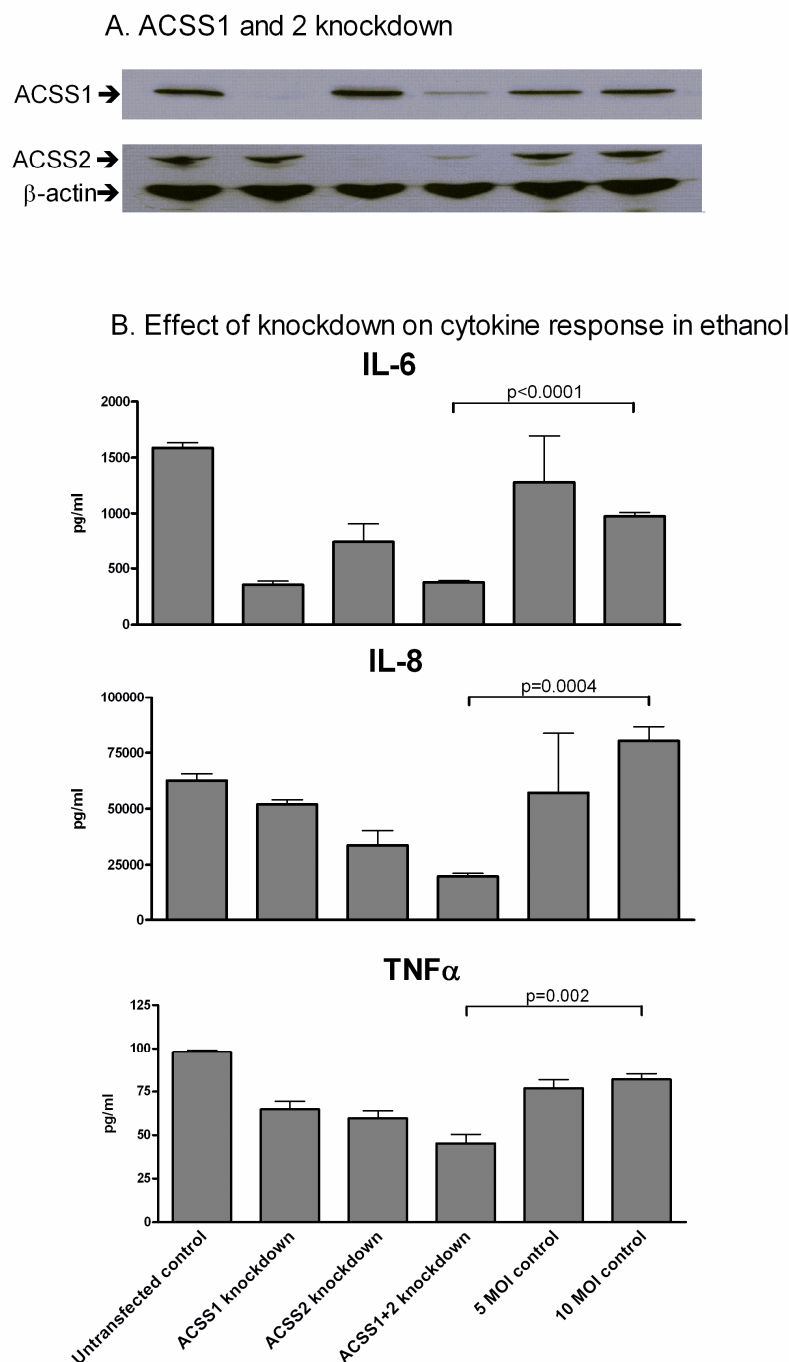 A. ACSS1 and 2 knockdown
ACSS1➔
ACSS2➔
β-actin➔
B. Effect of knockdown on cytokine response in ethanol
IL-6
p<0.0001
2000
1500
1000
500
0
pg/ml
IL-8
p=0.0004
100000
75000
50000
25000
0
pg/ml
TNFα
p=0.002
125
100
75
50
25
0
pg/ml
Untransfected control
ACSS1 knockdown
ACSS2 knockdown
ACSS1+2 knockdown
5 MOI control
10 MOI control